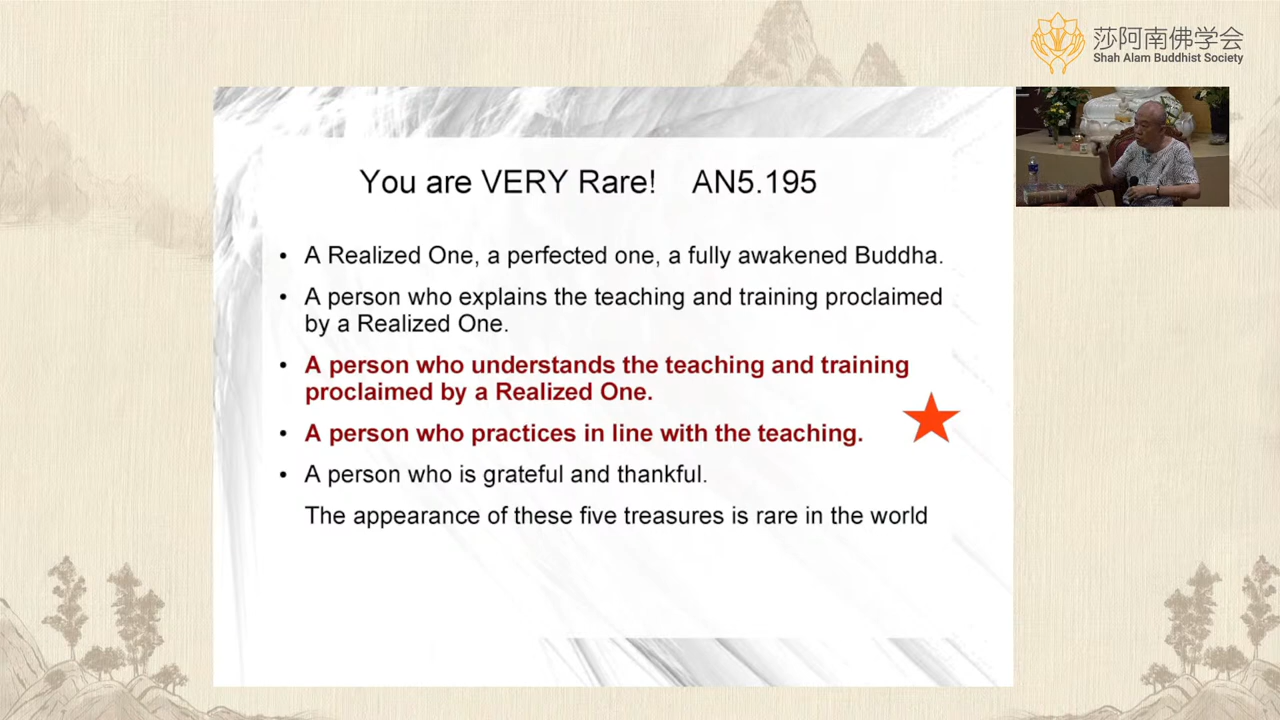 莎阿南佛学会
Shah Alam Buddhist Society
You are VERY Rare! AN5.195
• A Realized One, a perfected one, a fully awakened Buddha.
• A person who explains the teaching and training proclaimed
by a Realized One.
• A person who understands the teaching and training
proclaimed by a Realized One.
• A person who practices in line with the teaching.
• A person who is grateful and thankful.
The appearance of these five treasures is rare in the world